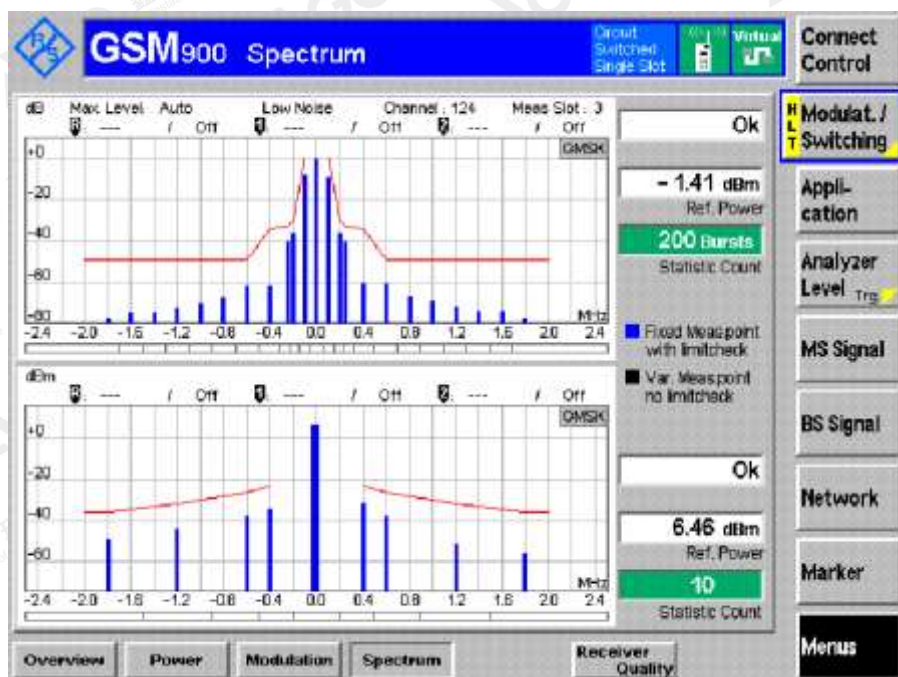 GSM900 Spectrum
Circuit Switched Single Slot
Virtual
Connect Control
dB Max. Level Auto Low Noise Channel : 124 Meas Slot : 3
--- / Off --- / Off --- / Off
Ok
HLT Modulat. / Switching
GMSK
+0
-20
-40
-60
-80
MHz
-2.4 -2.0 -1.6 -1.2 -0.8 -0.4 0.0 0.4 0.8 1.2 1.6 2.0 2.4
- 1.41 dBm
Ref. Power
200 Bursts
Statistic Count
Appli- cation
Analyzer Level Trg
Fixed Meas point with limitcheck
Var. Meas point no limitcheck
MS Signal
dBm
--- / Off --- / Off --- / Off
GMSK
+0
-20
-40
-60
MHz
-2.4 -2.0 -1.6 -1.2 -0.8 -0.4 0.0 0.4 0.8 1.2 1.6 2.0 2.4
BS Signal
Ok
6.46 dBm
Ref. Power
10
Statistic Count
Network
Marker
Menus
Overview Power Modulation Spectrum Receiver Quality